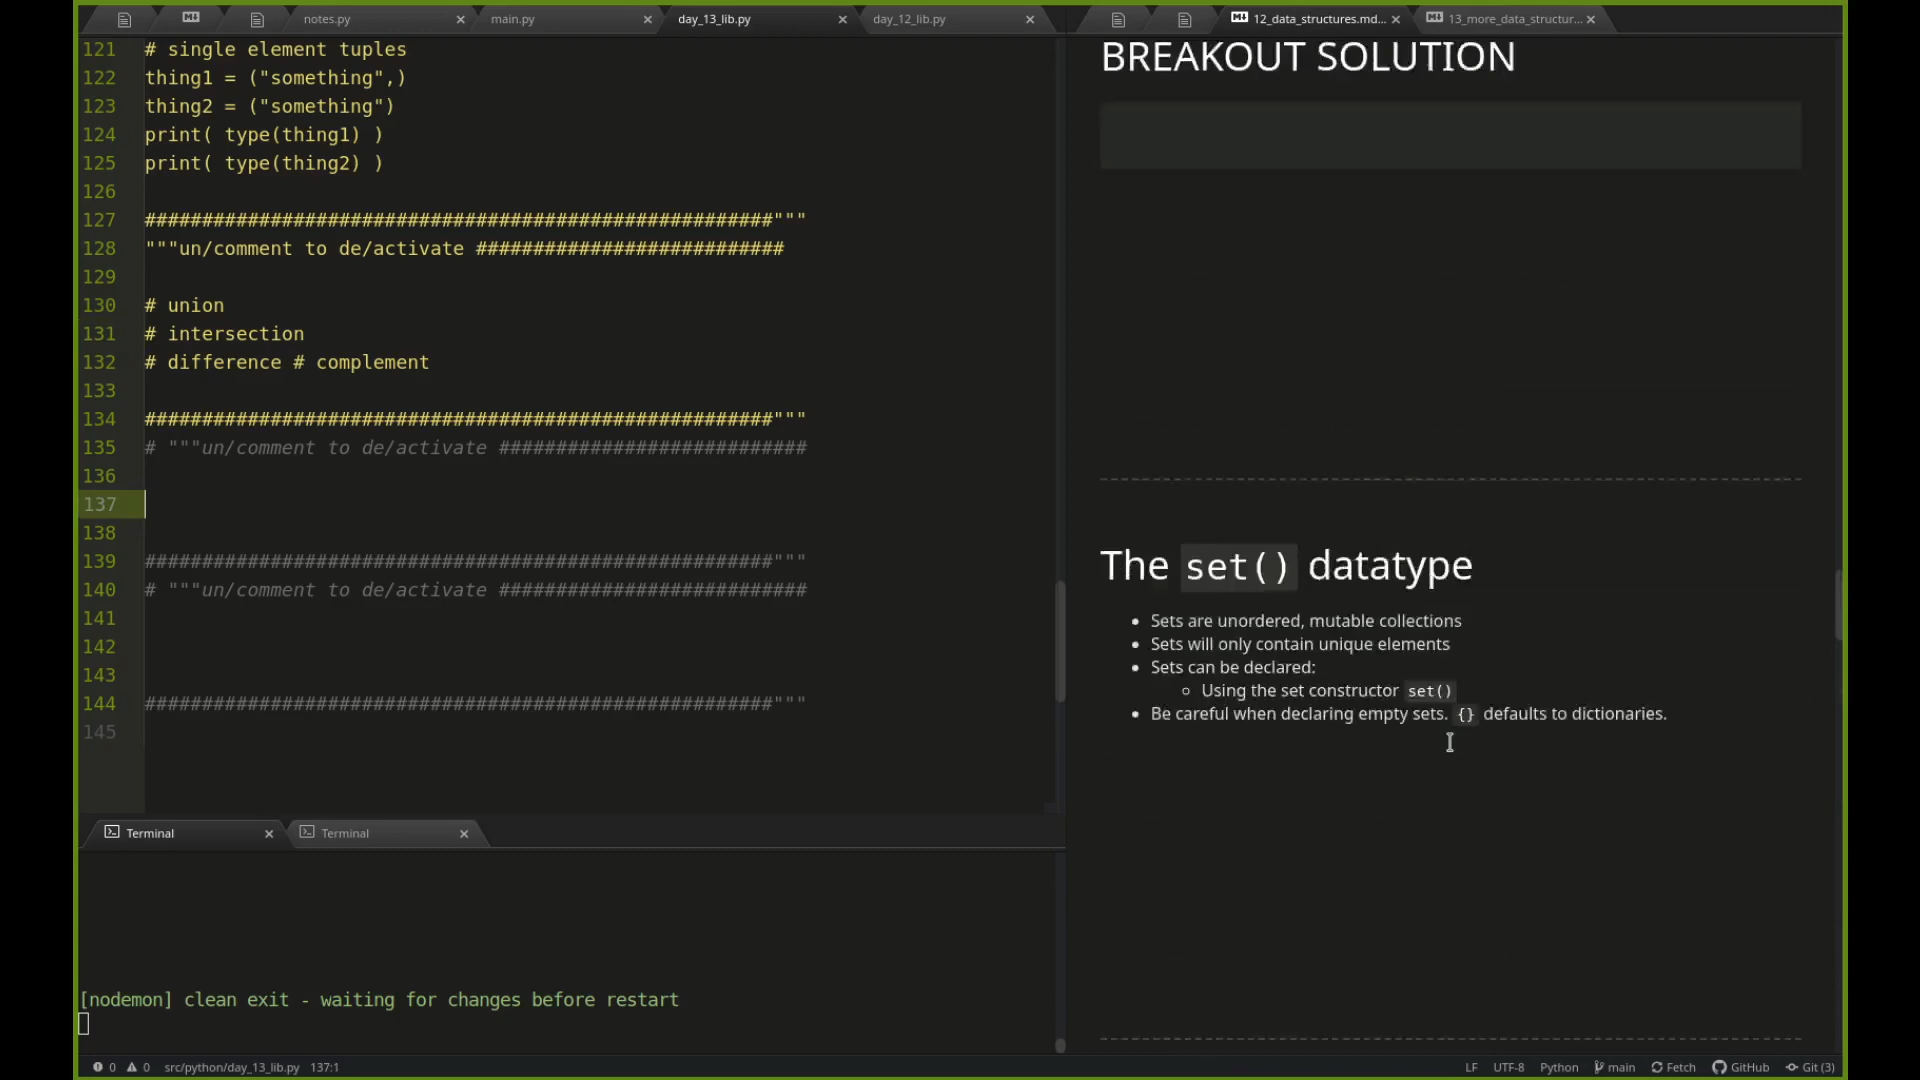 notes.py
main.py
day_13_lib.py
day_12_lib.py
12_data_structures.md...
13_more_data_structur...
121 # single element tuples
122 thing1 = ("something",)
123 thing2 = ("something")
124 print( type(thing1) )
125 print( type(thing2) )
126
127 #######################################################"""
128 """un/comment to de/activate ###########################
129
130 # union
131 # intersection
132 # difference # complement
133
134 #######################################################"""
135 # """un/comment to de/activate ###########################
136
137
138
139 #######################################################"""
140 # """un/comment to de/activate ###########################
141
142
143
144 #######################################################"""
145
BREAKOUT SOLUTION
The set() datatype
• Sets are unordered, mutable collections
• Sets will only contain unique elements
• Sets can be declared:
◦ Using the set constructor set()
• Be careful when declaring empty sets. {} defaults to dictionaries.
Terminal
Terminal
[nodemon] clean exit - waiting for changes before restart
0 0 src/python/day_13_lib.py 137:1
LF UTF-8 Python main Fetch GitHub Git (3)